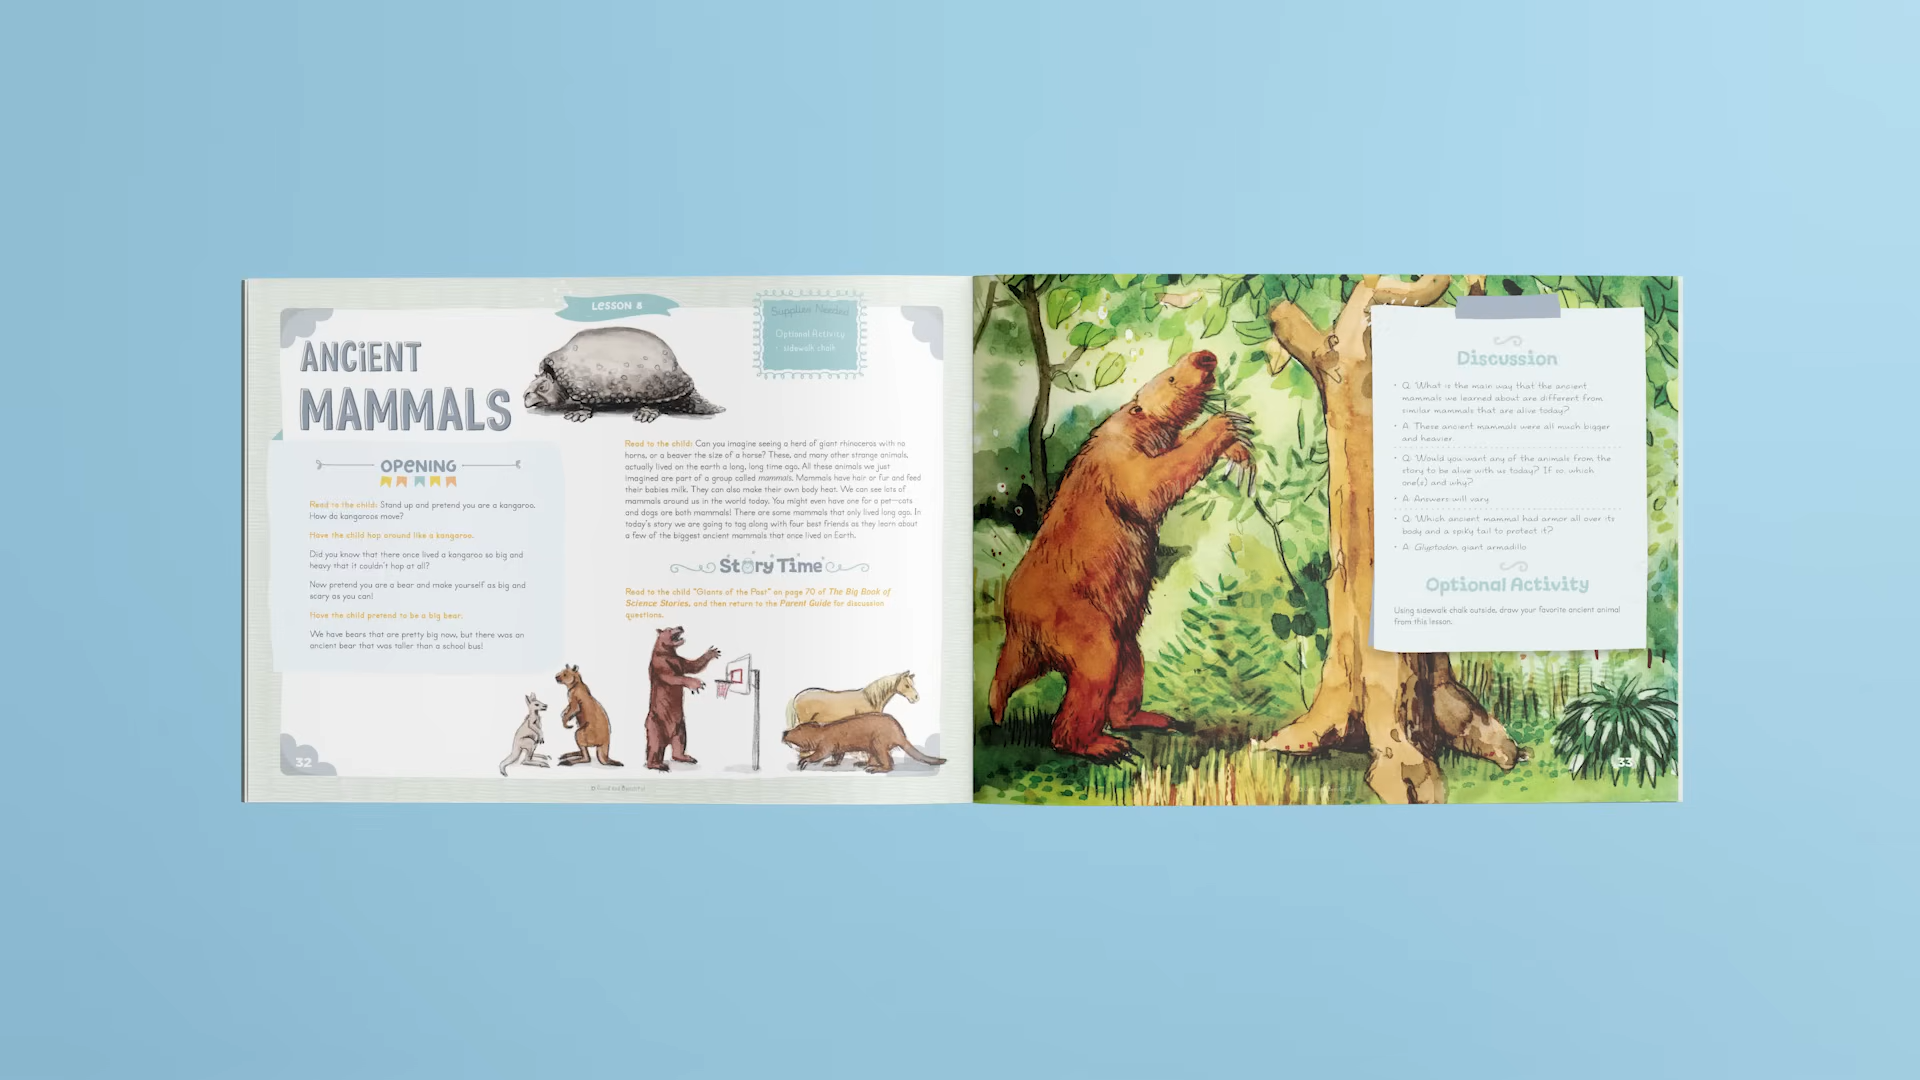 LESSON 8
Supplies Needed
Optional Activity
• sidewalk chalk
ANCiENT
MAMMALS
OPENING
Read to the child: Stand up and pretend you are a kangaroo.
How do kangaroos move?
Have the child hop around like a kangaroo.
Did you know that there once lived a kangaroo so big and
heavy that it couldn't hop at all?
Now pretend you are a bear and make yourself as big and
scary as you can!
Have the child pretend to be a big bear.
We have bears that are pretty big now, but there was an
ancient bear that was taller than a school bus!
Read to the child: Can you imagine seeing a herd of giant rhinoceros with no
horns, or a beaver the size of a horse? These, and many other strange animals,
actually lived on the earth a long, long time ago. All these animals we just
imagined are part of a group called mammals. Mammals have hair or fur and feed
their babies milk. They can also make their own body heat. We can see lots of
mammals around us in the world today. You might even have one for a pet—cats
and dogs are both mammals! There are some mammals that only lived long ago. In
today's story we are going to tag along with four best friends as they learn about
a few of the biggest ancient mammals that once lived on Earth.
Story Time
Read to the child "Giants of the Past" on page 70 of The Big Book of
Science Stories, and then return to the Parent Guide for discussion
questions.
32
© Good and Beautiful
Discussion
• Q: What is the main way that the ancient
mammals we learned about are different from
similar mammals that are alive today?
• A: These ancient mammals were all much bigger
and heavier.
• Q: Would you want any of the animals from the
story to be alive with us today? If so, which
one(s) and why?
• A: Answers will vary.
• Q: Which ancient mammal had armor all over its
body and a spiky tail to protect it?
• A: Glyptodon, giant armadillo
Optional Activity
Using sidewalk chalk outside, draw your favorite ancient animal
from this lesson.
33